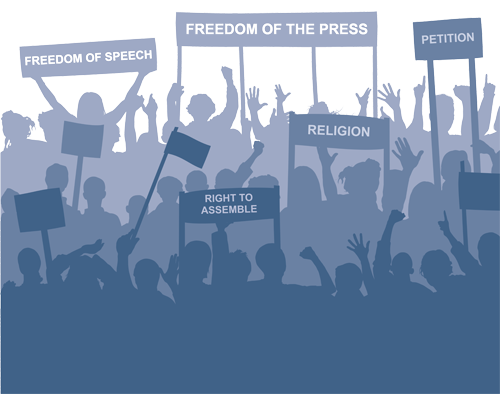 FREEDOM OF SPEECH
FREEDOM OF THE PRESS
PETITION
RELIGION
RIGHT TO
ASSEMBLE